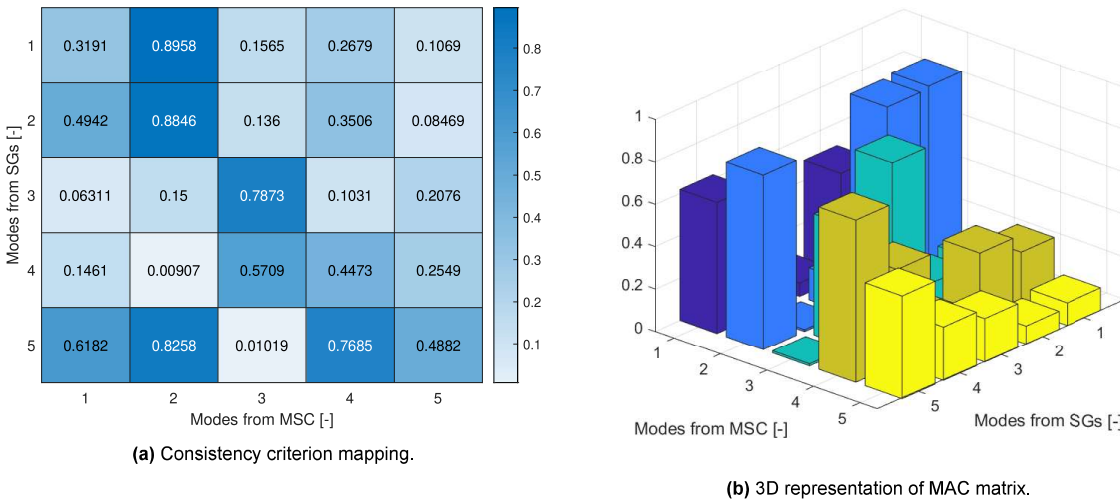 1 0.3191 0.8958 0.1565 0.2679 0.1069
2 0.4942 0.8846 0.136 0.3506 0.08469
3 0.06311 0.15 0.7873 0.1031 0.2076
4 0.1461 0.00907 0.5709 0.4473 0.2549
5 0.6182 0.8258 0.01019 0.7685 0.4882
1 2 3 4 5
Modes from MSC [-]
Modes from SGs [-]
0.8
0.7
0.6
0.5
0.4
0.3
0.2
0.1
(a) Consistency criterion mapping.
1
0.8
0.6
0.4
0.2
0
1
2
3
4
5
Modes from MSC [-]
5
4
3
2
1
Modes from SGs [-]
(b) 3D representation of MAC matrix.